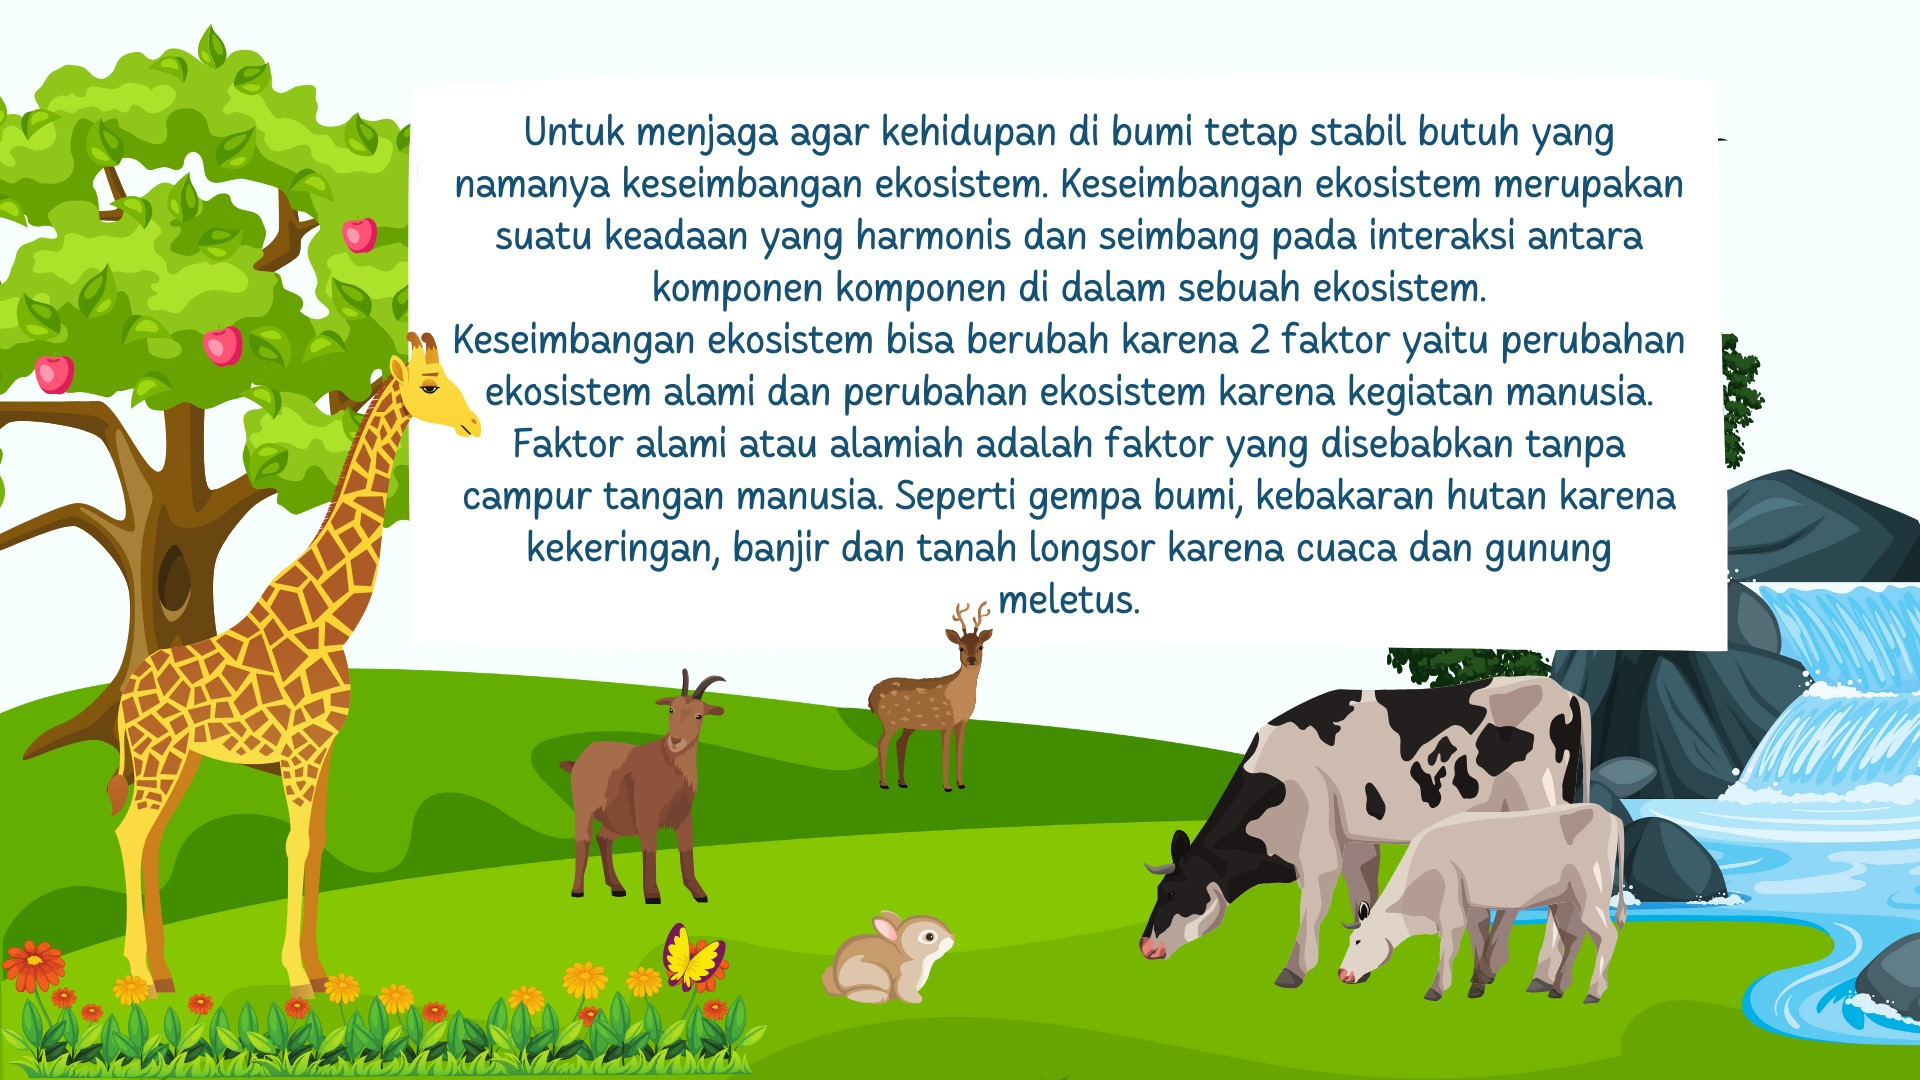 Untuk menjaga agar kehidupan di bumi tetap stabil butuh yang
namanya keseimbangan ekosistem. Keseimbangan ekosistem merupakan
suatu keadaan yang harmonis dan seimbang pada interaksi antara
komponen komponen di dalam sebuah ekosistem.
Keseimbangan ekosistem bisa berubah karena 2 faktor yaitu perubahan
ekosistem alami dan perubahan ekosistem karena kegiatan manusia.
Faktor alami atau alamiah adalah faktor yang disebabkan tanpa
campur tangan manusia. Seperti gempa bumi, kebakaran hutan karena
kekeringan, banjir dan tanah longsor karena cuaca dan gunung
meletus.